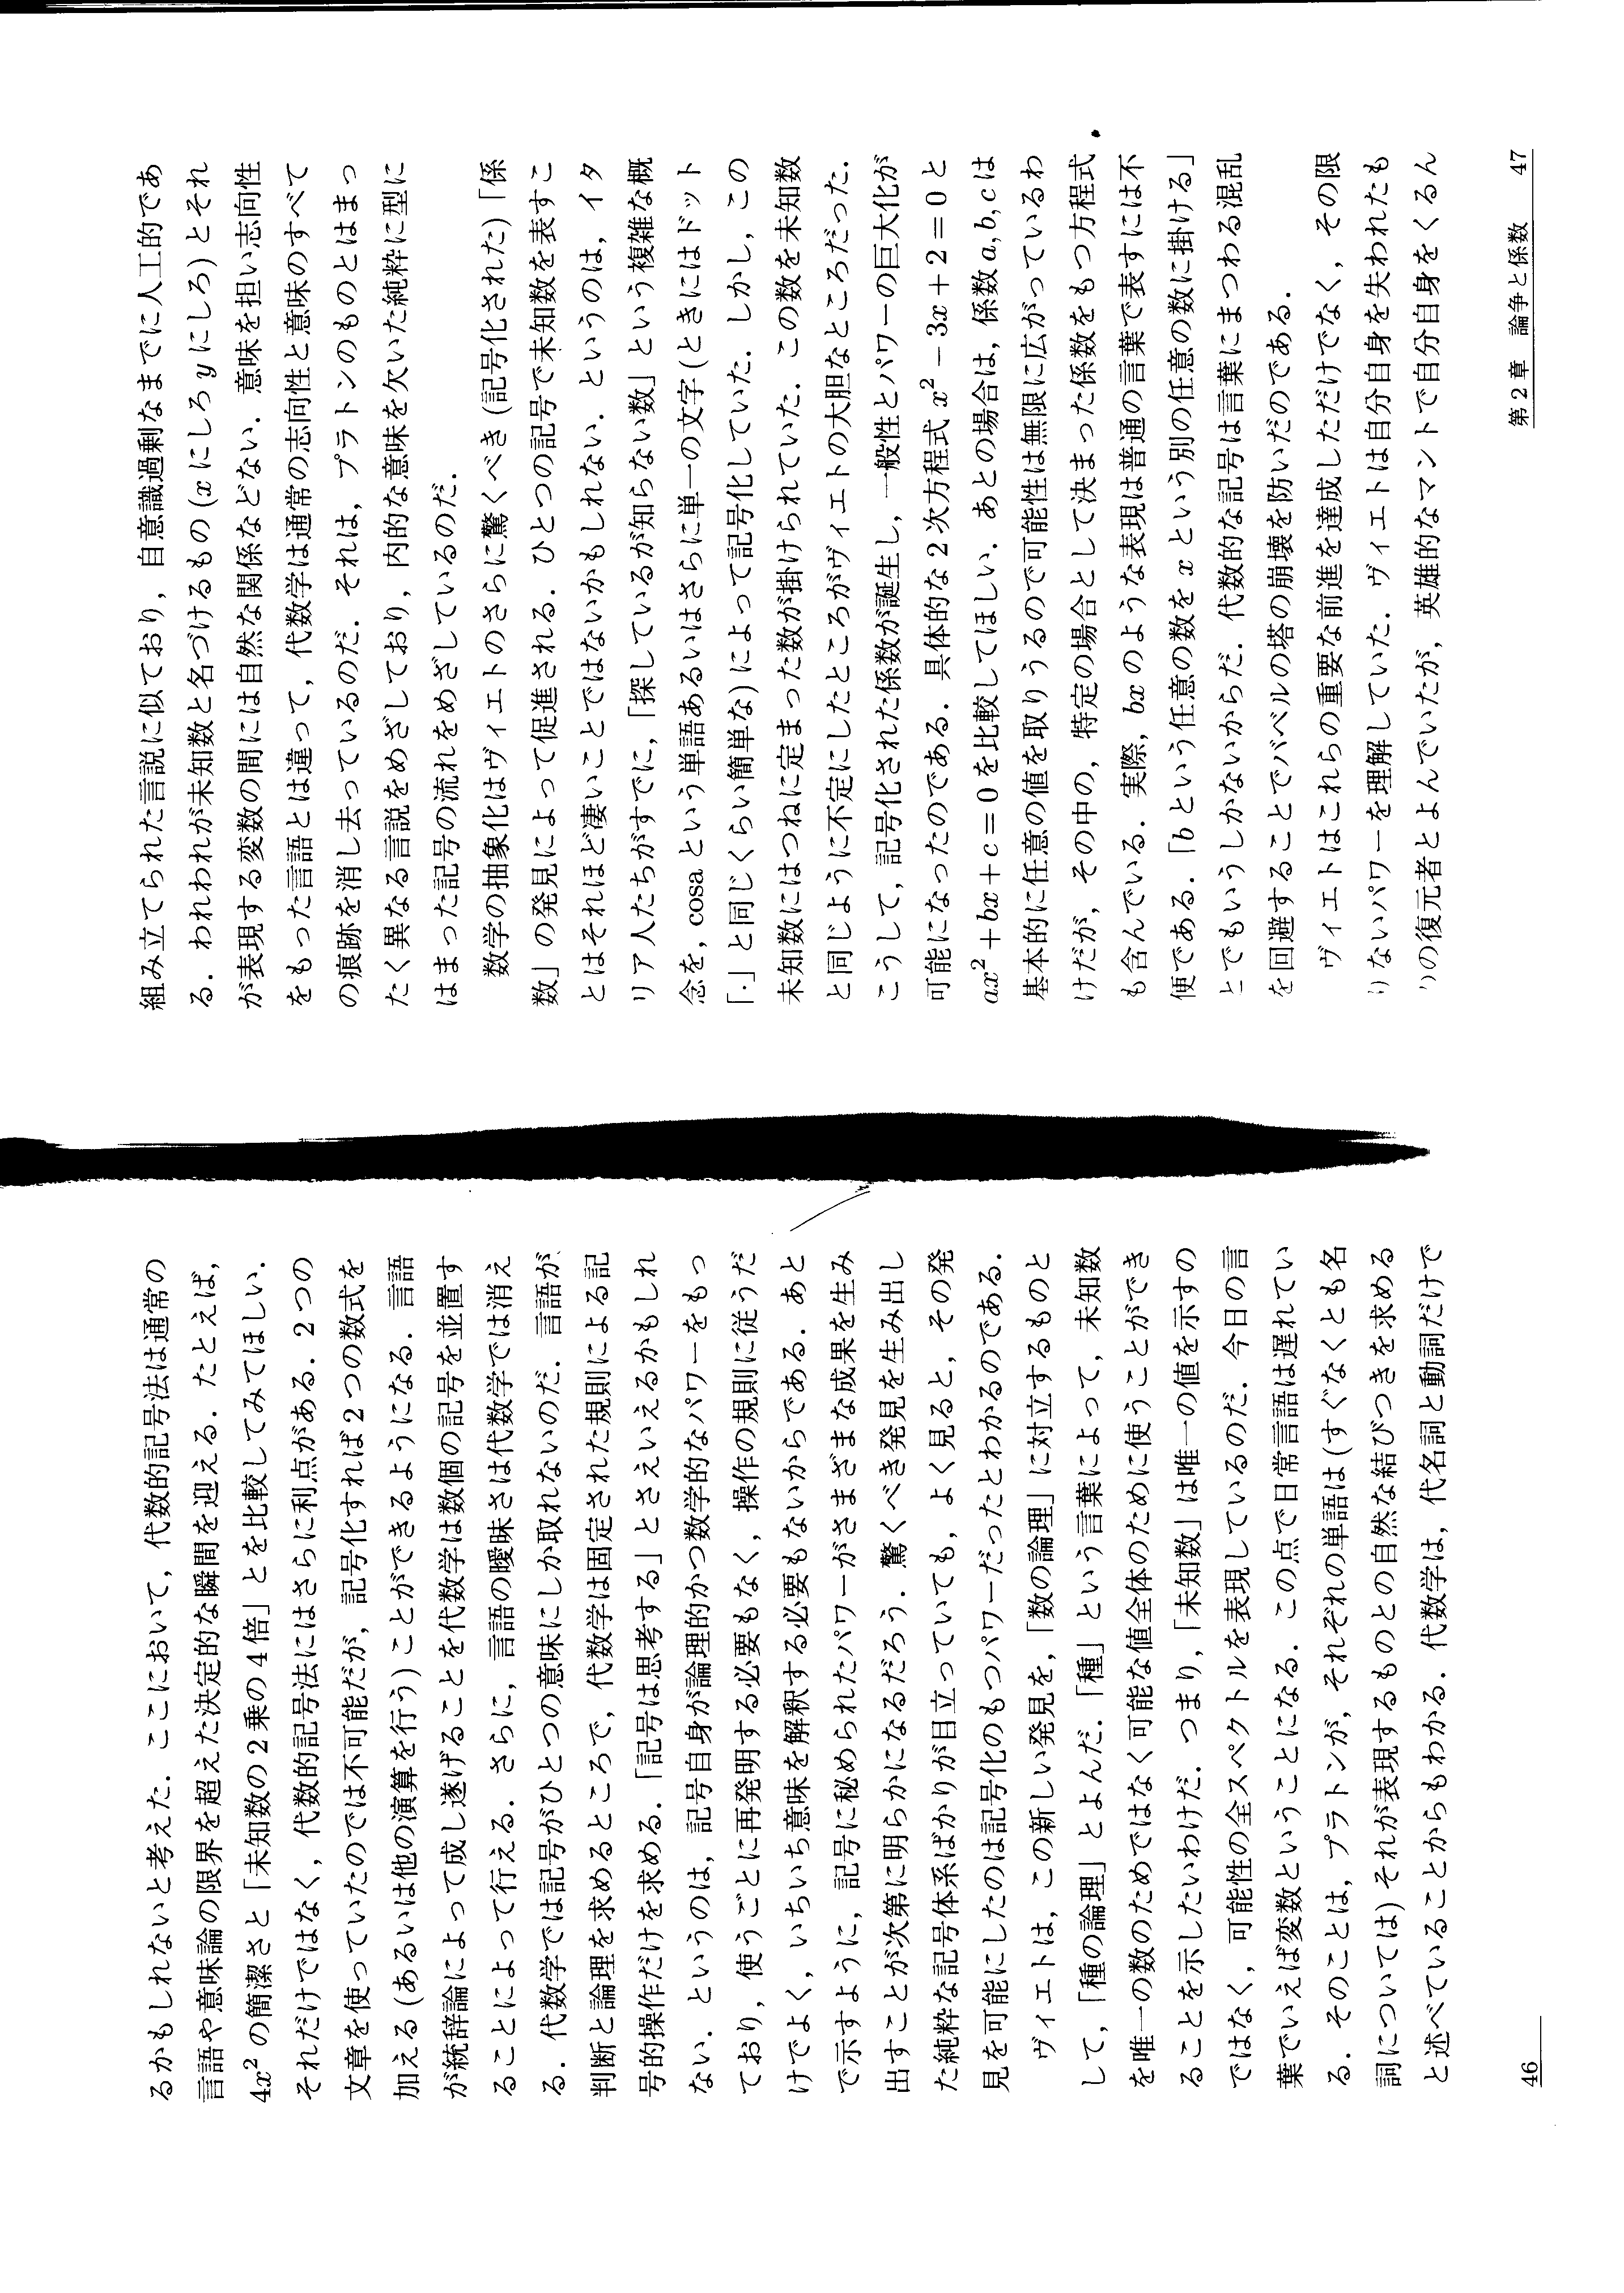 るかもしれないと考えた．ここにおいて，代数的記号法は通常の
言語や意味論の限界を超えた決定的な瞬間を迎える．たとえば，
4x² の簡潔さと「未知数の2乗の4倍」とを比較してみてほしい．
それだけではなく，代数的記号法にはさらに利点がある．2つの
文章を使っていたのでは不可能だが，記号化すれば2つの数式を
加える（あるいは他の演算を行う）ことができるようになる．言語
が統辞論によって成し遂げることを代数学は数個の記号を並置す
ることによって行える．さらに，言語の曖昧さは代数学では消え
る．代数学では記号がひとつの意味にしか取れないのだ．言語が
判断と論理を求めるところで，代数学は固定された規則による記
号的操作だけを求める．「記号は思考する」とさえいえるかもしれ
ない．というのは，記号自身が論理的かつ数学的なパワーをもっ
ており，使うごとに再発明する必要もなく，操作の規則に従うだ
けでよく，いちいち意味を解釈する必要もないからである．あと
で示すように，記号に秘められたパワーがさまざまな成果を生み
出すことが次第に明らかになるだろう．驚くべき発見を生み出し
た純粋な記号体系ばかりが目立っていても，よく見ると，その発
見を可能にしたのは記号化のもつパワーだったとわかるのである．
ヴィエトは，この新しい発見を，「数の論理」に対立するものと
して，「種の論理」とよんだ．「種」という言葉によって，未知数
を唯一の数のためではなく可能な値全体のために使うことができ
ることを示したいわけだ．つまり，「未知数」は唯一の値を示すの
ではなく，可能性の全スペクトルを表現しているのだ．今日の言
葉でいえば変数ということになる．この点で日常言語は遅れてい
る．そのことは，プラトンが，それぞれの単語は（すくなくとも名
詞については）それが表現するものとの自然な結びつきを求める
と述べていることからもわかる．代数学は，代名詞と動詞だけで
46
組み立てられた言説に似ており，自意識過剰なまでに人工的であ
る．われわれが未知数と名づけるもの（xにしろyにしろ）とそれ
が表現する変数の間には自然な関係などない．意味を担い志向性
をもった言語とは違って，代数学は通常の志向性と意味のすべて
の痕跡を消し去っているのだ．それは，プラトンのものとはまっ
たく異なる言説をめざしており，内的な意味を欠いた純粋に型に
はまった記号の流れをめざしているのだ．
数学の抽象化はヴィエトのさらに驚くべき（記号化された）「係
数」の発見によって促進される．ひとつの記号で未知数を表すこ
とはそれほど凄いことではないかもしれない．というのは，イタ
リア人たちがすでに，「探しているが知らない数」という複雑な概
念を，cosaという単語あるいはさらに単一の文字（ときにはドット
「.」と同じくらい簡単な）によって記号化していた．しかし，この
未知数にはつねに定まった数が掛けられていた．この数を未知数
と同じように不定にしたところがヴィエトの大胆なところだった．
こうして，記号化された係数が誕生し，一般性とパワーの巨大化が
可能になったのである．具体的な2次方程式 x² − 3x + 2 = 0 と
ax² + bx + c = 0 を比較してほしい．あとの場合は，係数a, b, cは
基本的に任意の値を取りうるので可能性は無限に広がっているわ
けだが，その中の，特定の場合として決まった係数をもつ方程式
も含んでいる．実際，bxのような表現は普通の言葉で表すには不
便である．「bという任意の数をxという別の任意の数に掛ける」
とでもいうしかないからだ．代数的な記号は言葉にまつわる混乱
を回避することでバベルの塔の崩壊を防いだのである．
ヴィエトはこれらの重要な前進を達成しただけでなく，その限
りないパワーを理解していた．ヴィエトは自分自身を失われたも
のの復元者とよんでいたが，英雄的なマントで自分自身をくるん
第2章　論争と係数　47